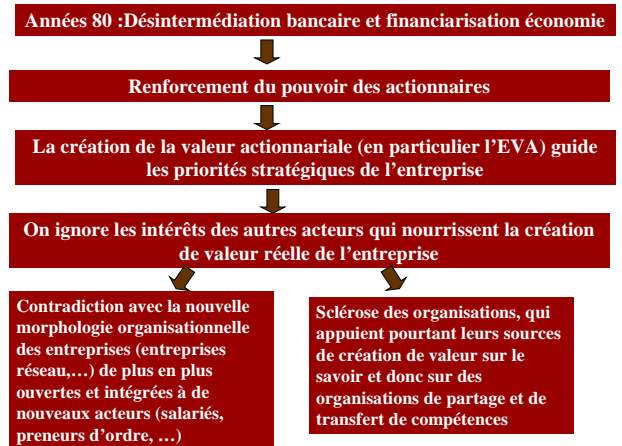 Années 80 :Désintermédiation bancaire et financiarisation économie
Renforcement du pouvoir des actionnaires
La création de la valeur actionnariale (en particulier l'EVA) guide
les priorités stratégiques de l'entreprise
On ignore les intérêts des autres acteurs qui nourrissent la création
de valeur réelle de l'entreprise
Contradiction avec la nouvelle
morphologie organisationnelle
des entreprises (entreprises
réseau,…) de plus en plus
ouvertes et intégrées à de
nouveaux acteurs (salariés,
preneurs d'ordre, …)
Sclérose des organisations, qui
appuient pourtant leurs sources
de création de valeur sur le
savoir et donc sur des
organisations de partage et de
transfert de compétences